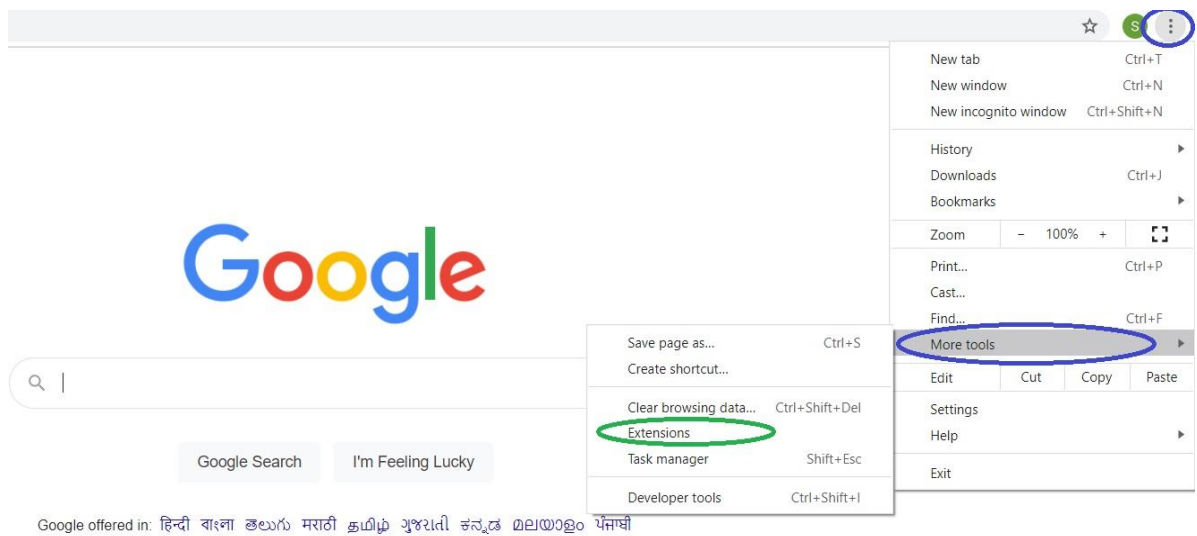 S
New tab Ctrl+T
New window Ctrl+N
New incognito window Ctrl+Shift+N
History
Downloads Ctrl+J
Bookmarks
Zoom - 100% +
Print... Ctrl+P
Cast...
Find... Ctrl+F
More tools
Edit Cut Copy Paste
Settings
Help
Exit
Save page as... Ctrl+S
Create shortcut...
Clear browsing data... Ctrl+Shift+Del
Extensions
Task manager Shift+Esc
Developer tools Ctrl+Shift+I
Google
Google Search I'm Feeling Lucky
Google offered in: हिन्दी বাংলা తెలుగు मराठी தமிழ் ગુજરાતી ಕನ್ನಡ മലയാളം ਪੰਜਾਬੀ